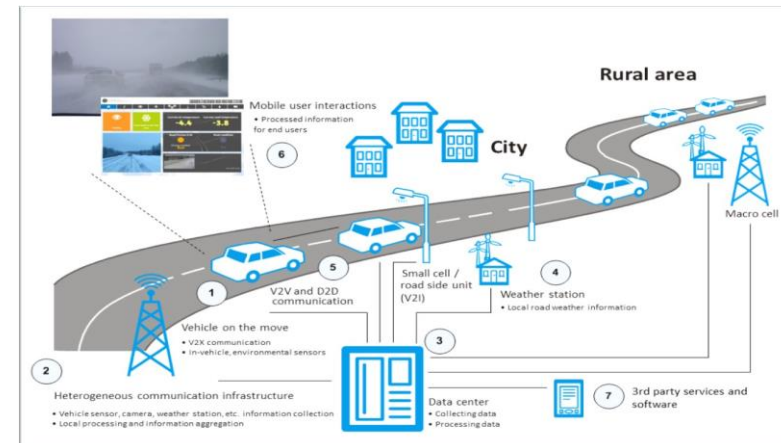 Rural area
Mobile user interactions
• Processed information
for end users
6
-4.4
-3.8
City
Macro cell
5
1
V2V and D2D
communication
Small cell /
road side unit
(V2I)
4
Weather station
• Local road weather information
Vehicle on the move
• V2X communication
• In-vehicle, environmental sensors
3
2
Heterogeneous communication infrastructure
• Vehicle sensor, camera, weather station, etc. information collection
• Local processing and information aggregation
Data center
• Collecting data
• Processing data
7
3rd party services and
software